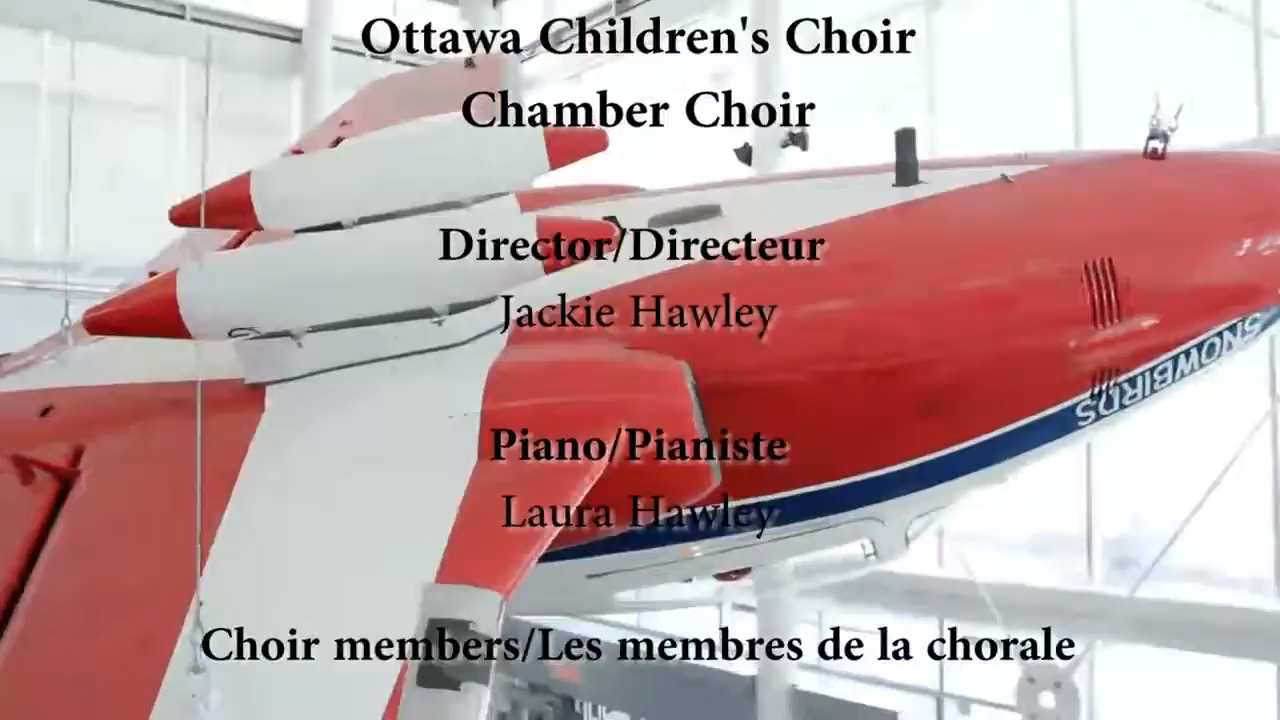 Ottawa Children's Choir
Chamber Choir
Director/Directeur
Jackie Hawley
SNOWBIRDS
Piano/Pianiste
Laura Hawley
Choir members/Les membres de la chorale